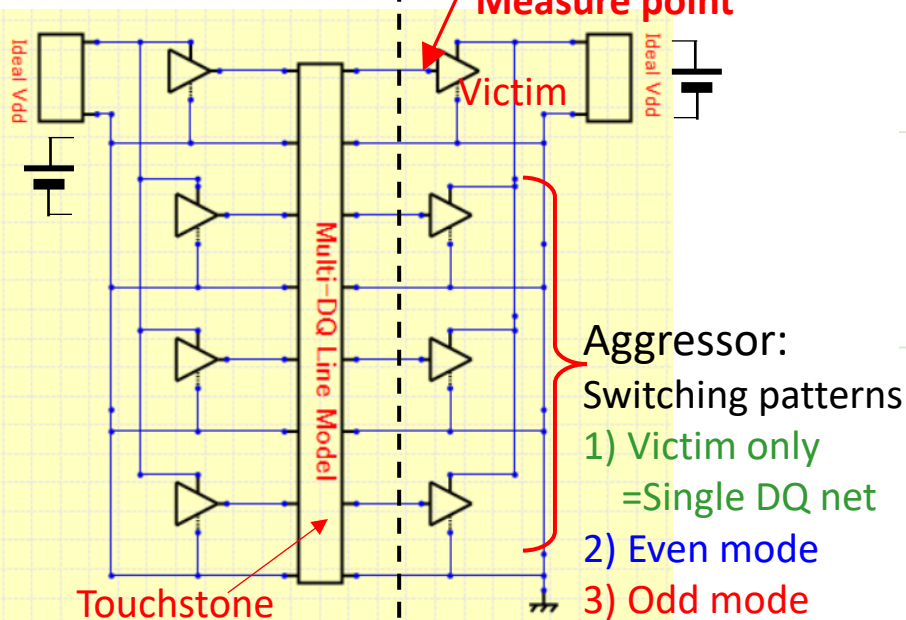 Measure point
Ideal Vdd
Victim
Ideal Vdd
Multi-DQ Line Model
Aggressor:
Switching patterns
1) Victim only
=Single DQ net
2) Even mode
3) Odd mode
Touchstone